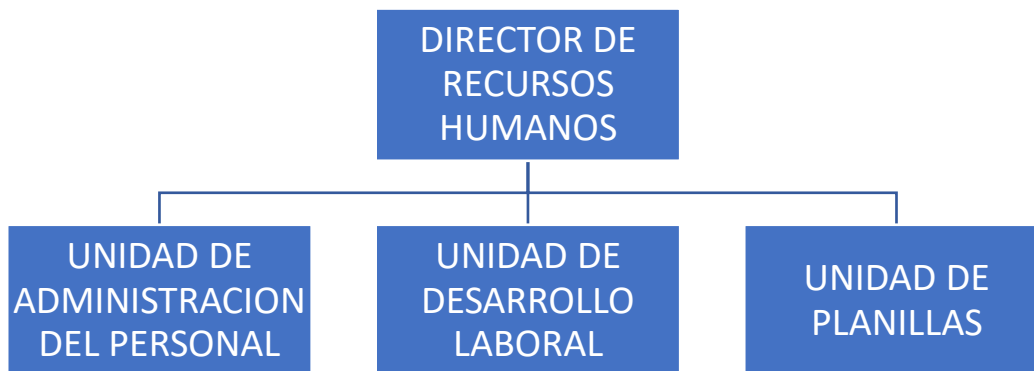 DIRECTOR DE
RECURSOS
HUMANOS
UNIDAD DE
ADMINISTRACION
DEL PERSONAL
UNIDAD DE
DESARROLLO
LABORAL
UNIDAD DE
PLANILLAS